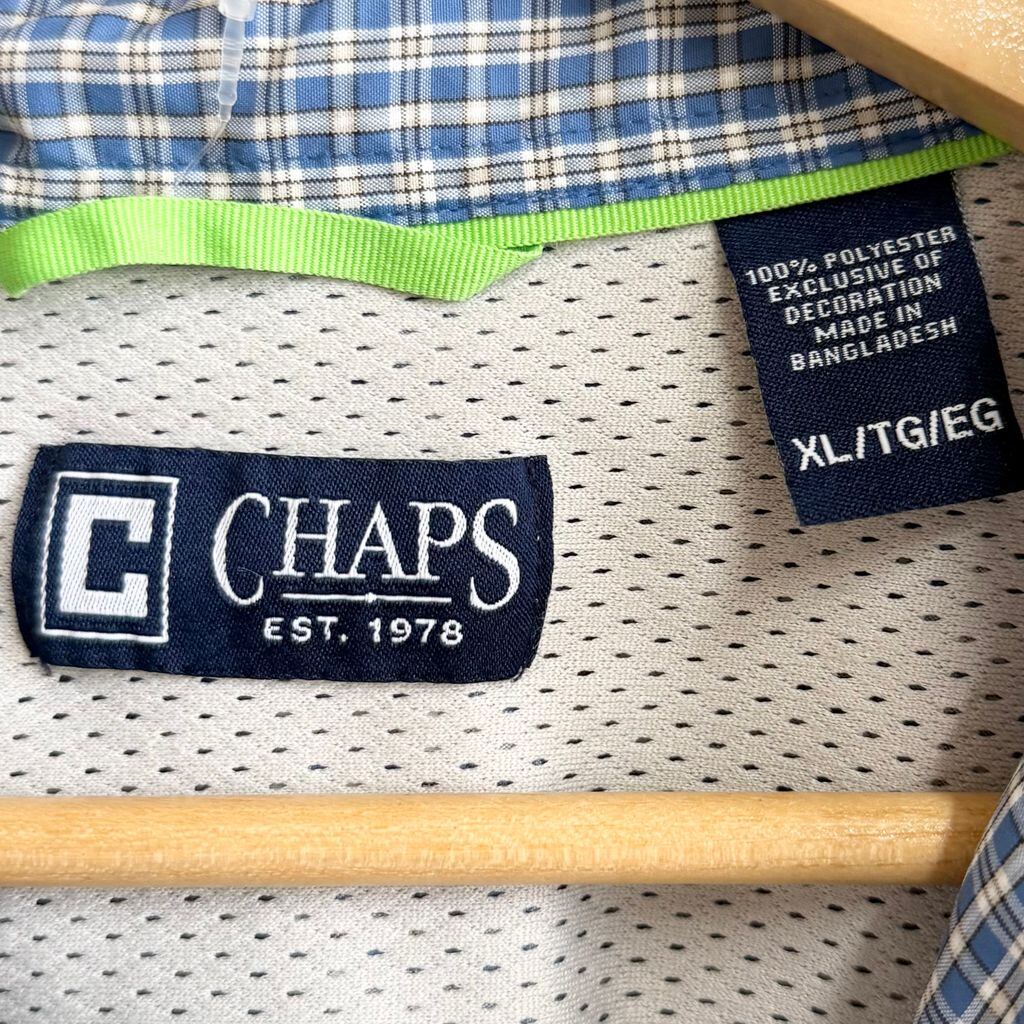 100% POLYESTER
EXCLUSIVE OF
DECORATION
MADE IN
BANGLADESH
XL/TG/EG
C CHAPS
EST. 1978